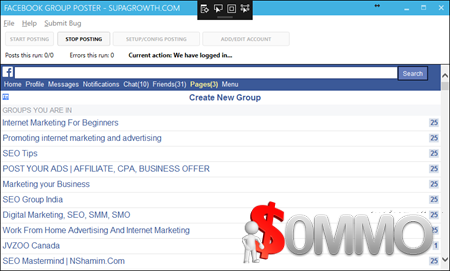 FACEBOOK GROUP POSTER - SUPAGROWTH.COM
File Help Submit Bug
START POSTING STOP POSTING SETUP/CONFIG POSTING ADD/EDIT ACCOUNT
Posts this run: 0/0 Errors this run: 0 Current action: We have logged in...
f Search
Home Profile Messages Notifications Chat(10) Friends(31) Pages(3) Menu
Create New Group
GROUPS YOU ARE IN
Internet Marketing For Beginners 25
Promoting internet marketing and advertising 25
SEO Tips 25
POST YOUR ADS | AFFILIATE, CPA, BUSINESS OFFER 25
Marketing your Business 25
SEO Group India 25
Digital Marketing, SEO, SMM, SMO 25
Work From Home Advertising And Internet Marketing
JVZOO Canada 1
SEO Mastermind | NShamim.Com 25
$OMMO